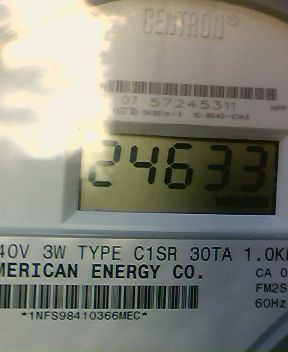 CENTRON®
07 57245311
24633
40V 3W TYPE C1SR 30TA 1.0K
MERICAN ENERGY CO.
CA 0
FM2S
60Hz
*1NFS98410366MEC*